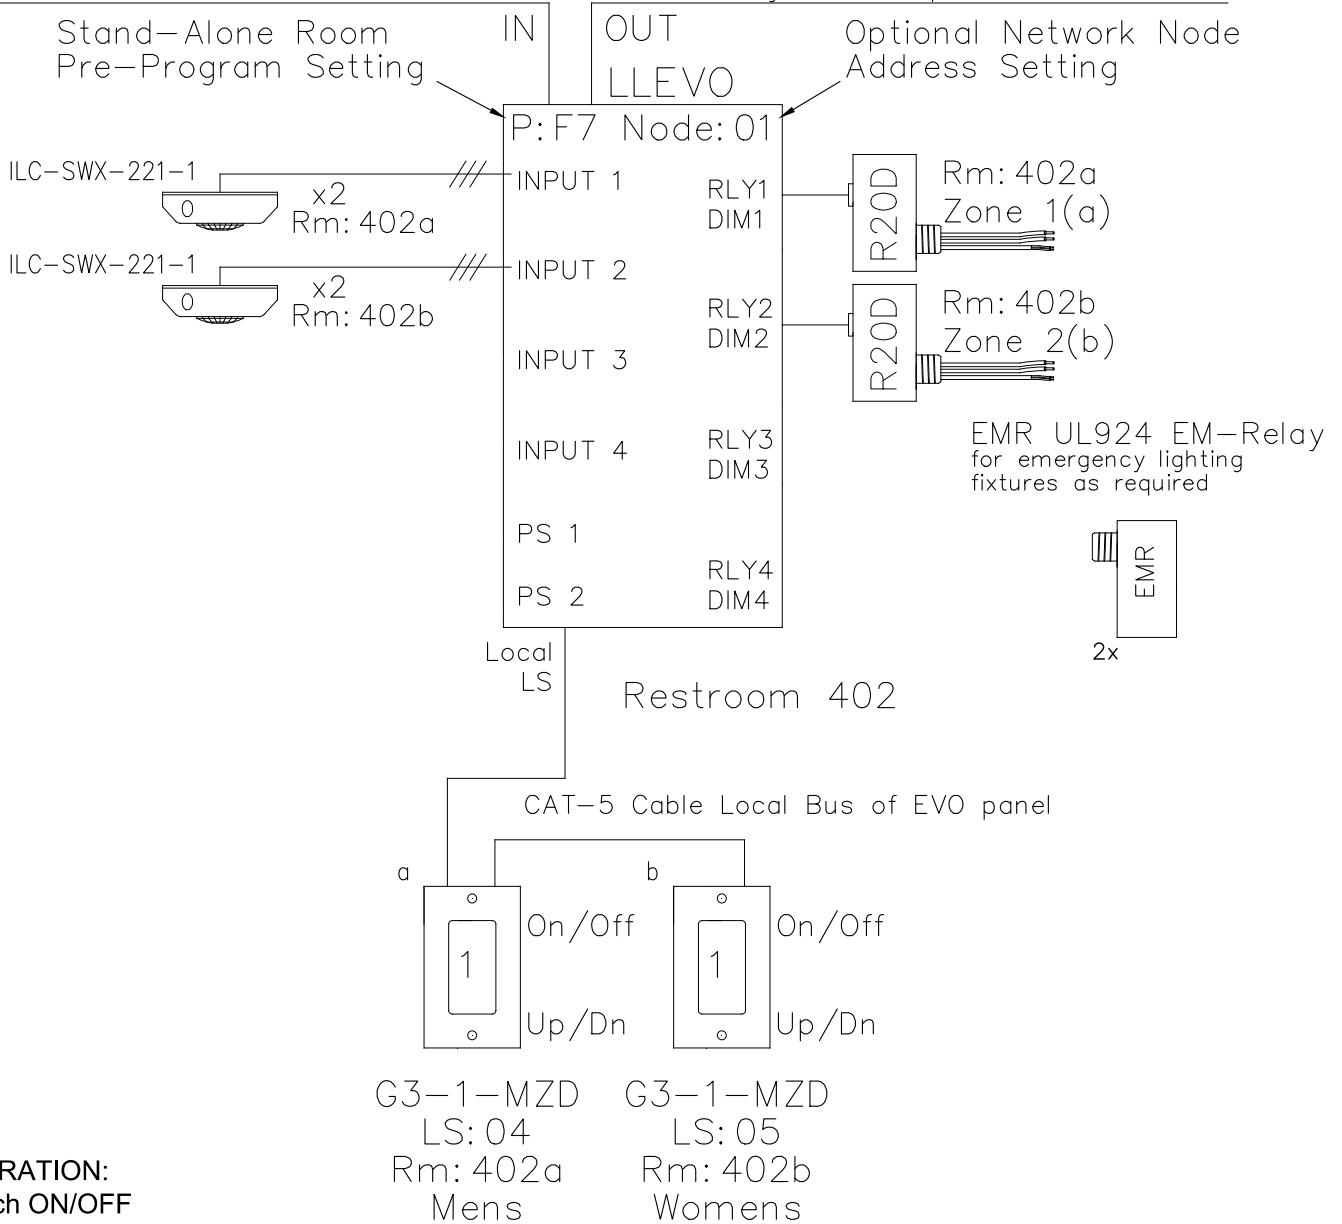 IN
OUT
Stand-Alone Room
Pre-Program Setting
Optional Network Node
Address Setting
LLEVO
P: F7 Node: 01
ILC-SWX-221-1
x2
Rm: 402a
INPUT 1
RLY1
DIM1
R20D
Rm: 402a
Zone 1(a)
ILC-SWX-221-1
x2
Rm: 402b
INPUT 2
RLY2
DIM2
R20D
Rm: 402b
Zone 2(b)
INPUT 3
INPUT 4
RLY3
DIM3
EMR UL924 EM-Relay
for emergency lighting
fixtures as required
PS 1
PS 2
RLY4
DIM4
EMR
2x
Local
LS
Restroom 402
CAT-5 Cable Local Bus of EVO panel
a
1
On/Off
Up/Dn
b
1
On/Off
Up/Dn
G3-1-MZD
LS: 04
Rm: 402a
Mens
G3-1-MZD
LS: 05
Rm: 402b
Womens
RATION:
ch ON/OFF